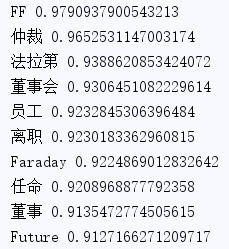 FF 0.9790937900543213
仲裁 0.9652531147003174
法拉第 0.9388620853424072
董事会 0.9306451082229614
员工 0.9232845306396484
离职 0.9230183362960815
Faraday 0.9224869012832642
任命 0.9208968877792358
董事 0.9135472774505615
Future 0.9127166271209717